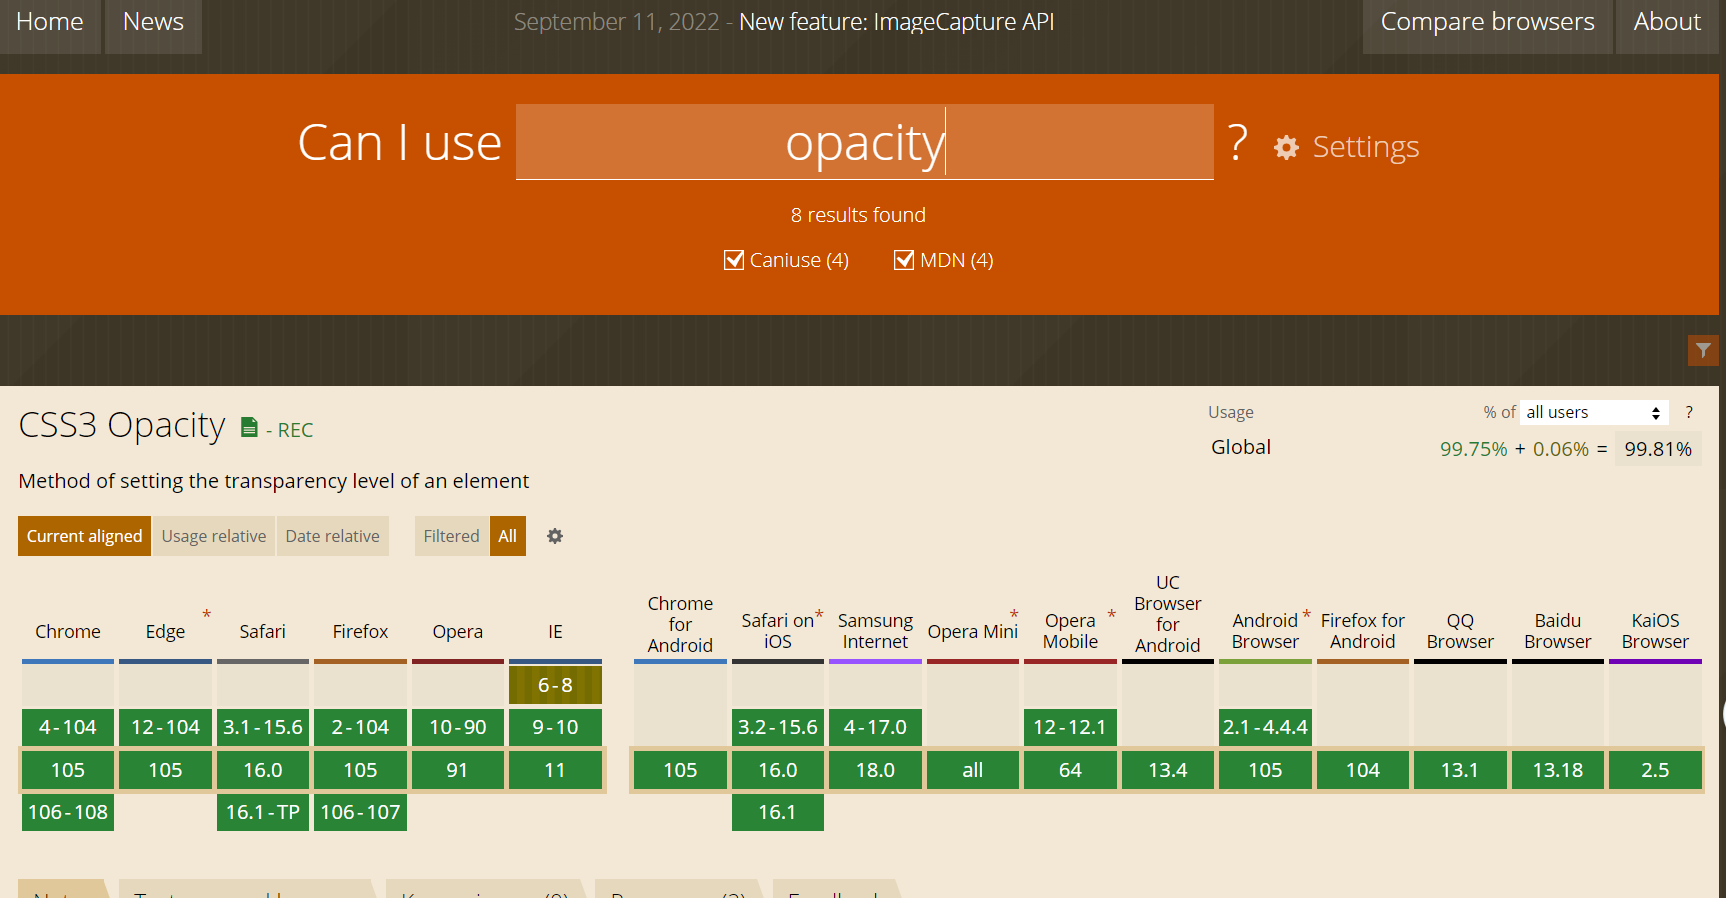 Home News September 11, 2022 - New feature: ImageCapture API Compare browsers About
Can I use opacity ? Settings
8 results found
Caniuse (4) MDN (4)
CSS3 Opacity - REC
Usage % of all users ?
Global 99.75% + 0.06% = 99.81%
Method of setting the transparency level of an element
Current aligned Usage relative Date relative Filtered All
Chrome Edge * Safari Firefox Opera IE Chrome for Android Safari on iOS * Samsung Internet Opera Mini * Opera Mobile * UC Browser for Android Android Browser * Firefox for Android QQ Browser Baidu Browser KaiOS Browser
6-8
4-104 12-104 3.1-15.6 2-104 10-90 9-10 3.2-15.6 4-17.0 12-12.1 2.1-4.4.4
105 105 16.0 105 91 11 105 16.0 18.0 all 64 13.4 105 104 13.1 13.18 2.5
106-108 16.1-TP 106-107 16.1